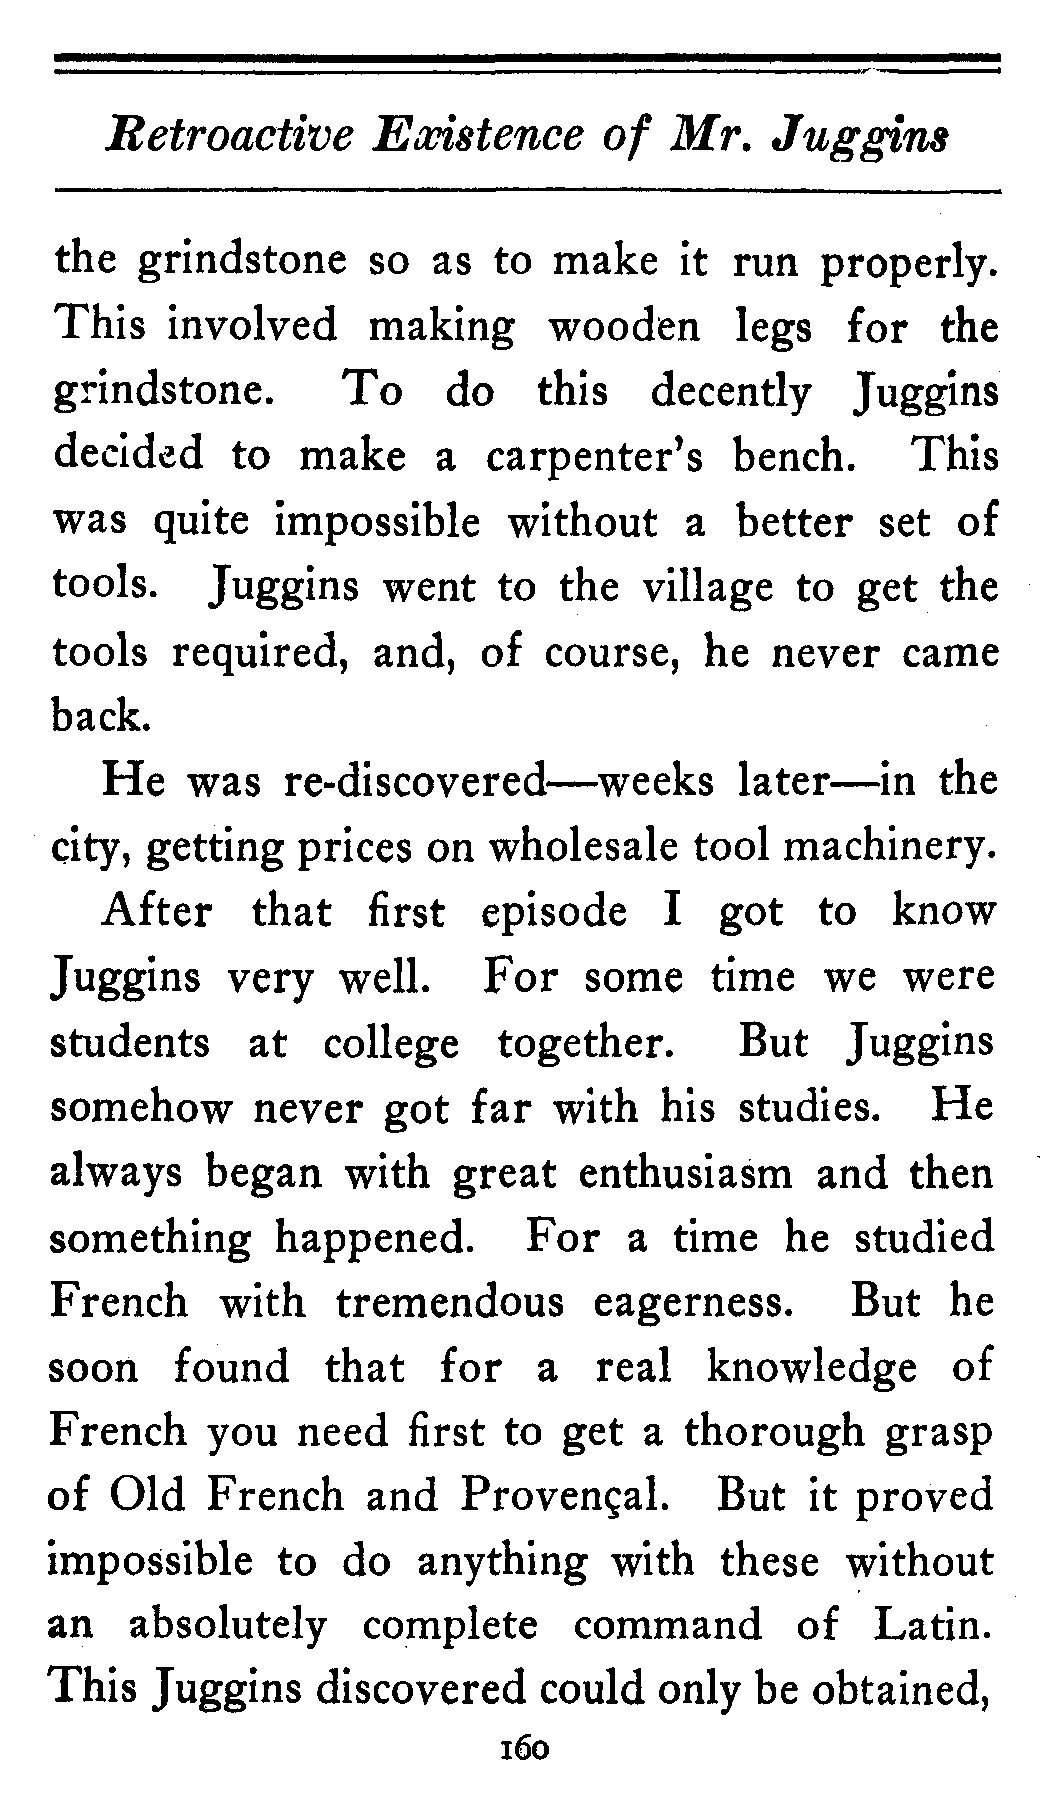 Retroactive Existence of Mr. Juggins
the grindstone so as to make it run properly.
This involved making wooden legs for the
grindstone. To do this decently Juggins
decided to make a carpenter's bench. This
was quite impossible without a better set of
tools. Juggins went to the village to get the
tools required, and, of course, he never came
back.
He was re-discovered—weeks later—in the
city, getting prices on wholesale tool machinery.
After that first episode I got to know
Juggins very well. For some time we were
students at college together. But Juggins
somehow never got far with his studies. He
always began with great enthusiasm and then
something happened. For a time he studied
French with tremendous eagerness. But he
soon found that for a real knowledge of
French you need first to get a thorough grasp
of Old French and Provençal. But it proved
impossible to do anything with these without
an absolutely complete command of Latin.
This Juggins discovered could only be obtained,
160